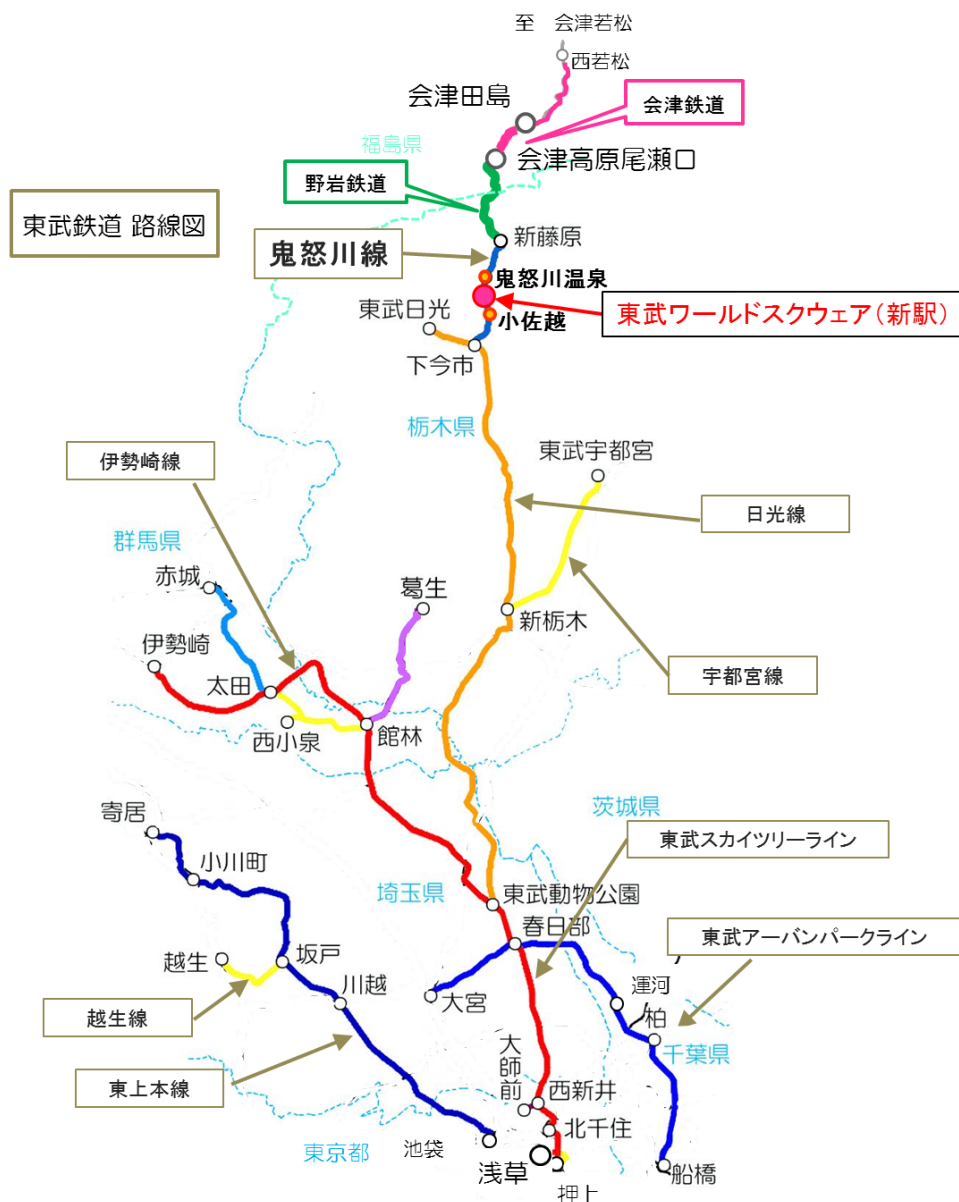 至　会津若松
西若松
会津田島
会津鉄道
福島県
会津高原尾瀬口
野岩鉄道
東武鉄道 路線図
新藤原
鬼怒川線
鬼怒川温泉
東武ワールドスクウェア（新駅）
東武日光
小佐越
下今市
栃木県
伊勢崎線
東武宇都宮
日光線
群馬県
赤城
葛生
新栃木
伊勢崎
宇都宮線
太田
西小泉
館林
茨城県
寄居
東武スカイツリーライン
小川町
埼玉県
東武動物公園
春日部
東武アーバンパークライン
越生
坂戸
川越
大宮
運河
柏
越生線
千葉県
大師前
東上本線
西新井
北千住
東京都
池袋
浅草
船橋
押上